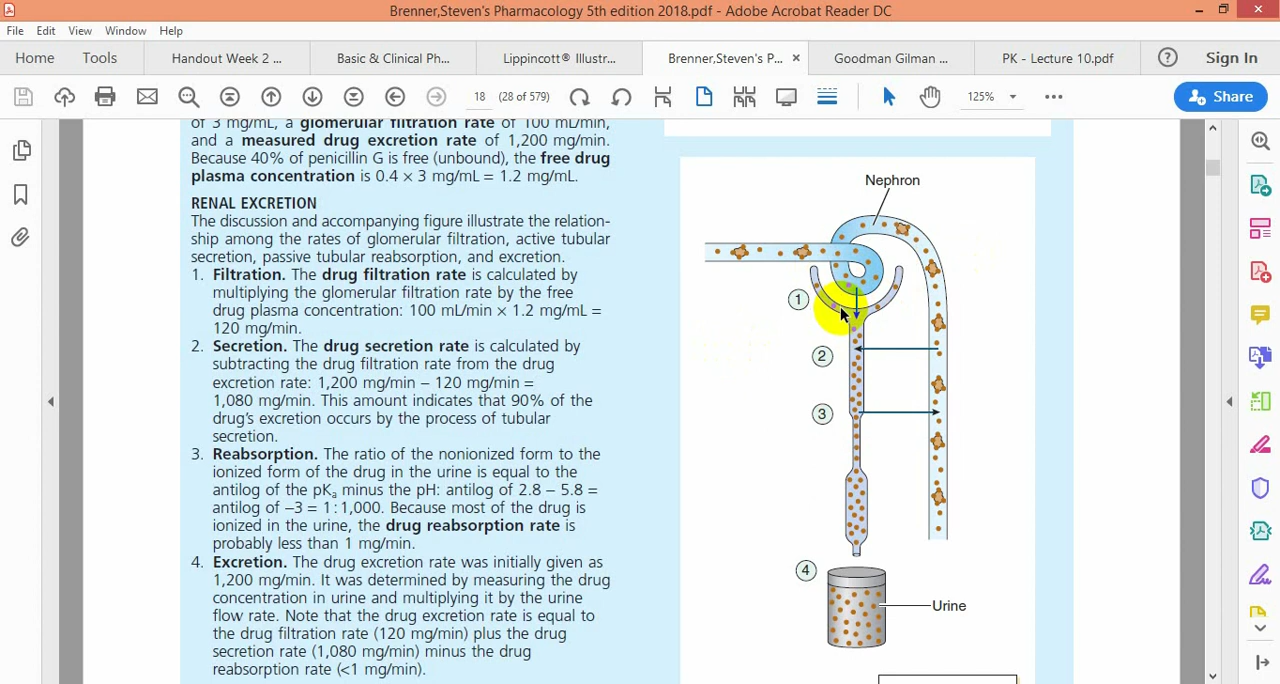 Brenner,Steven's Pharmacology 5th edition 2018.pdf - Adobe Acrobat Reader DC
File Edit View Window Help
Home Tools Handout Week 2 ... Basic & Clinical Ph... Lippincott® Illustr... Brenner,Steven's P... × Goodman Gilman ... PK - Lecture 10.pdf ? Sign In
18 (28 of 579) 125% Share
of 3 mg/mL, a glomerular filtration rate of 100 mL/min,
and a measured drug excretion rate of 1,200 mg/min.
Because 40% of penicillin G is free (unbound), the free drug
plasma concentration is 0.4 × 3 mg/mL = 1.2 mg/mL.
RENAL EXCRETION
The discussion and accompanying figure illustrate the relation-
ship among the rates of glomerular filtration, active tubular
secretion, passive tubular reabsorption, and excretion.
1. Filtration. The drug filtration rate is calculated by
multiplying the glomerular filtration rate by the free
drug plasma concentration: 100 mL/min × 1.2 mg/mL =
120 mg/min.
2. Secretion. The drug secretion rate is calculated by
subtracting the drug filtration rate from the drug
excretion rate: 1,200 mg/min − 120 mg/min =
1,080 mg/min. This amount indicates that 90% of the
drug's excretion occurs by the process of tubular
secretion.
3. Reabsorption. The ratio of the nonionized form to the
ionized form of the drug in the urine is equal to the
antilog of the pKa minus the pH: antilog of 2.8 − 5.8 =
antilog of −3 = 1:1,000. Because most of the drug is
ionized in the urine, the drug reabsorption rate is
probably less than 1 mg/min.
4. Excretion. The drug excretion rate was initially given as
1,200 mg/min. It was determined by measuring the drug
concentration in urine and multiplying it by the urine
flow rate. Note that the drug excretion rate is equal to
the drug filtration rate (120 mg/min) plus the drug
secretion rate (1,080 mg/min) minus the drug
reabsorption rate (<1 mg/min).
Nephron
1
2
3
4
Urine